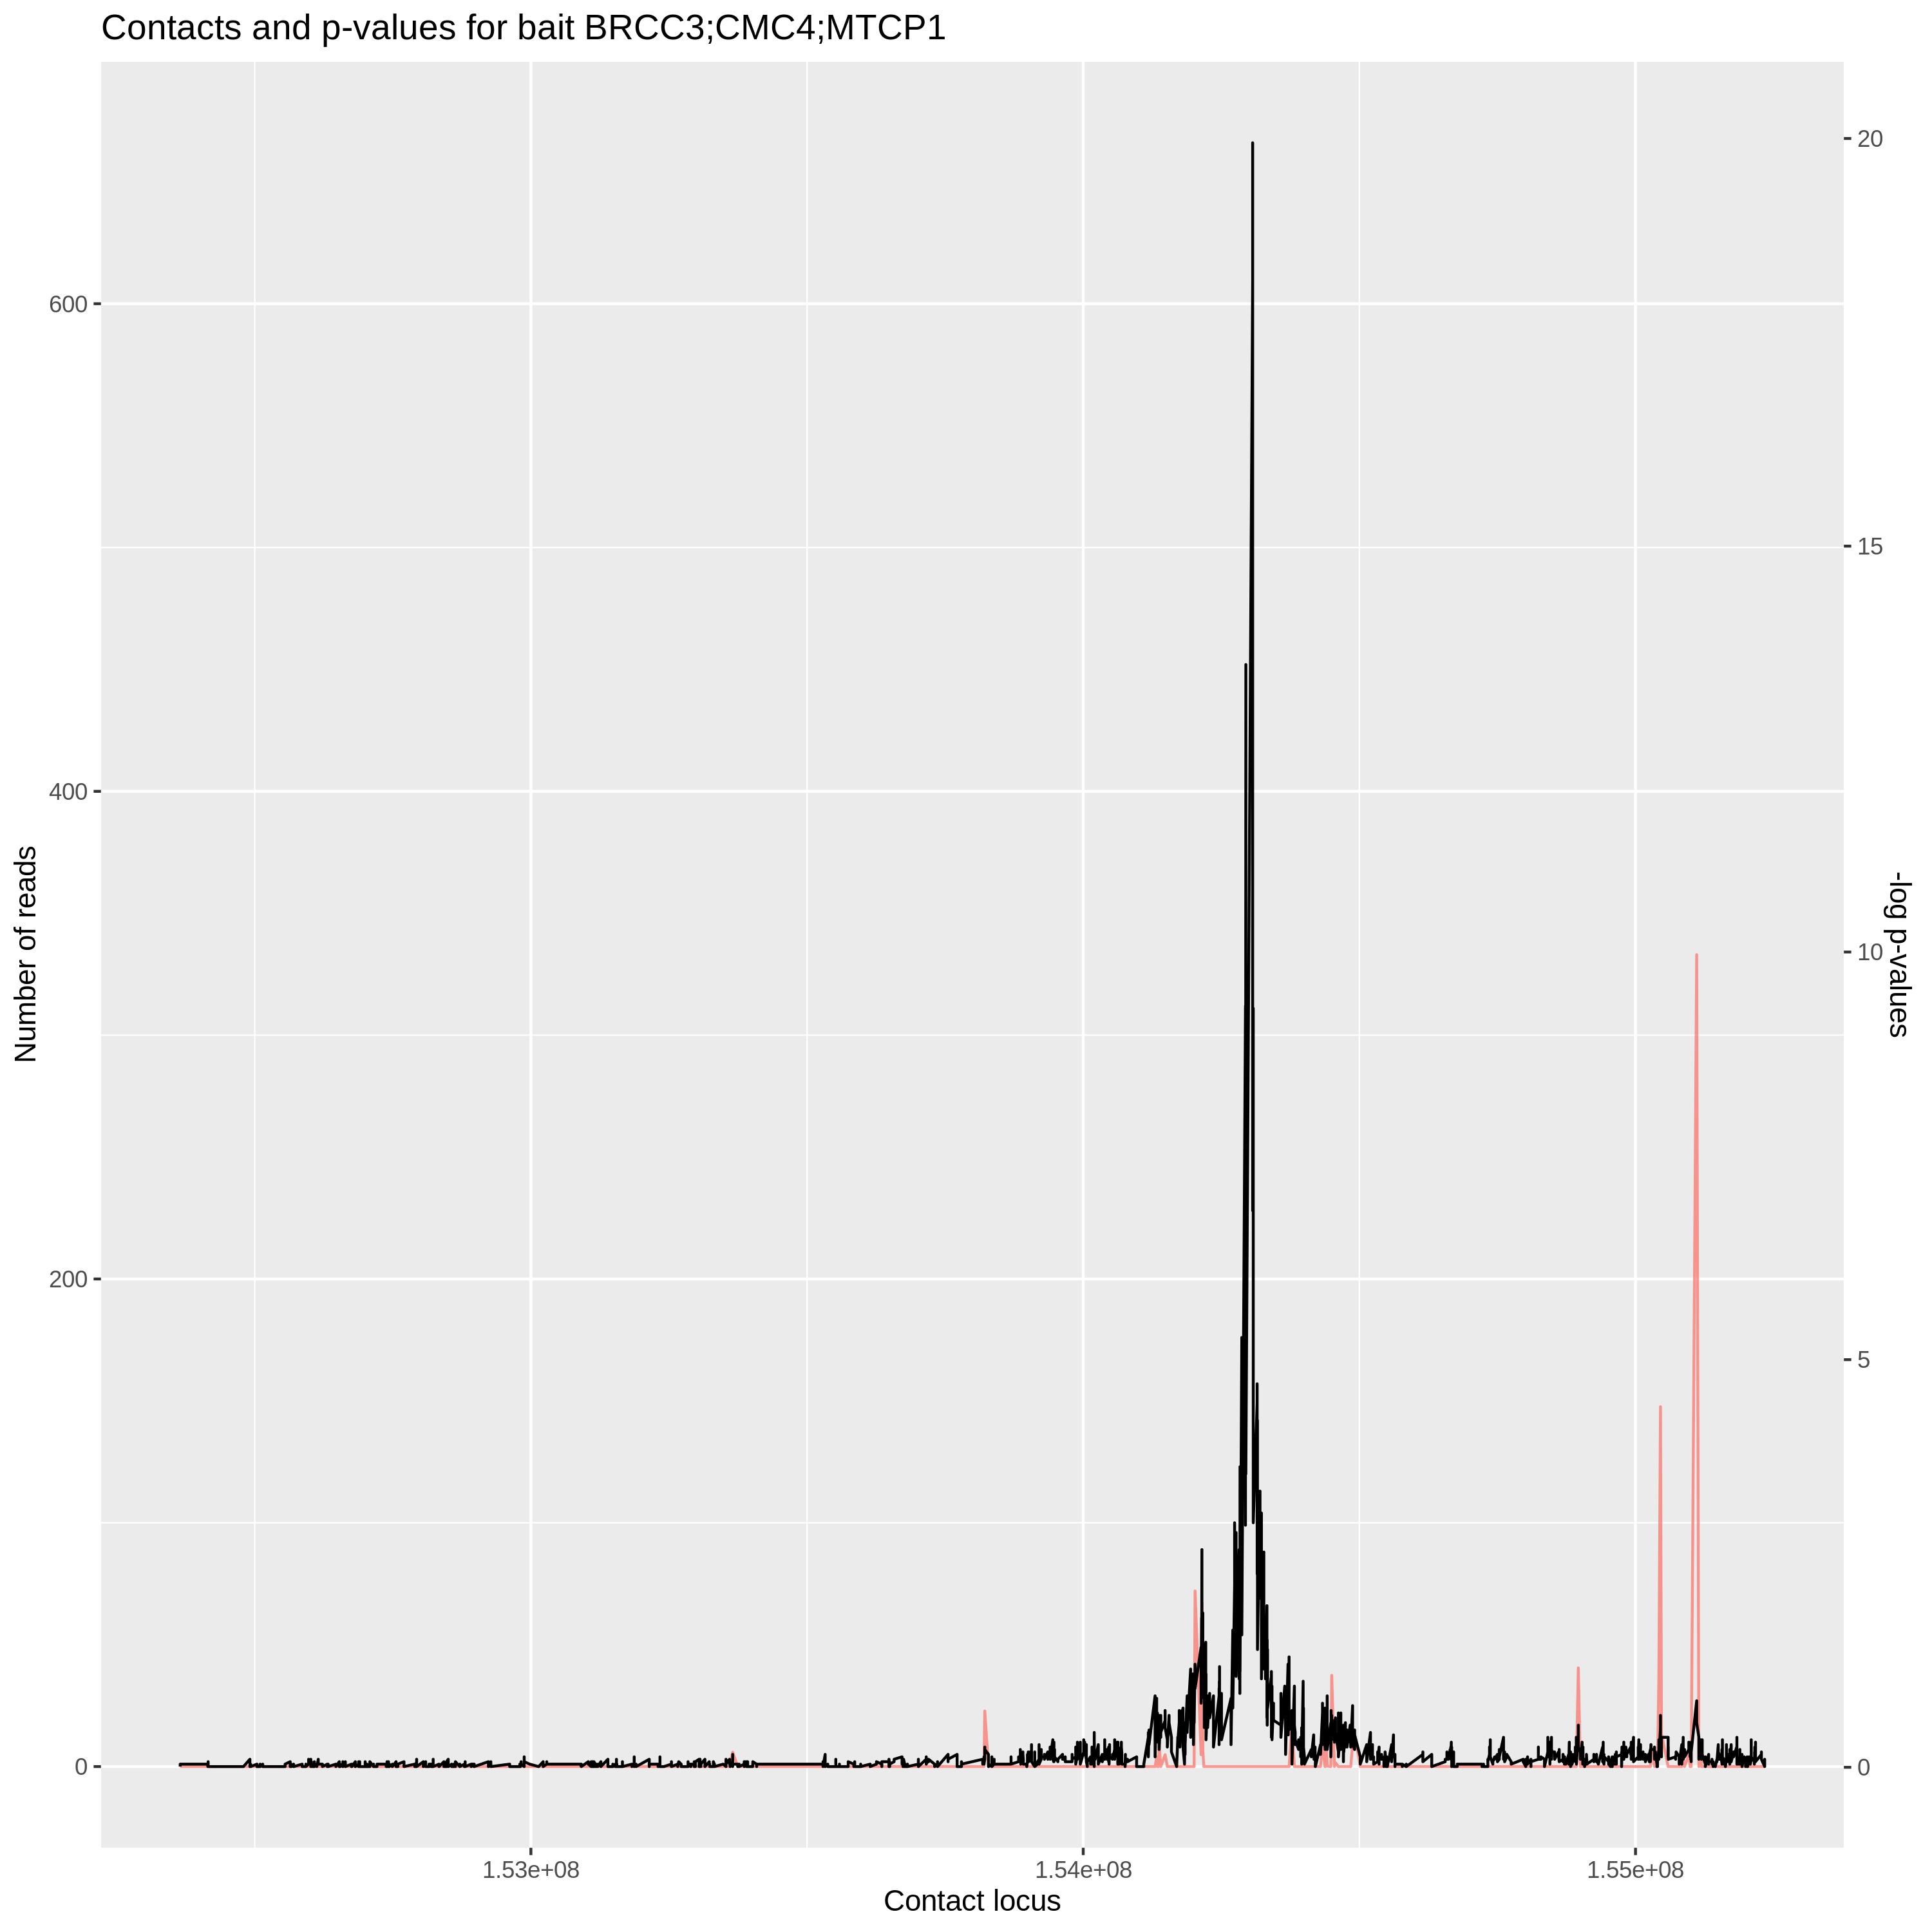 Contacts and p-values for bait BRCC3;CMC4;MTCP1
Number of reads
600
400
200
0
20
15
10
5
0
-log p-values
1.53e+08
1.54e+08
1.55e+08
Contact locus